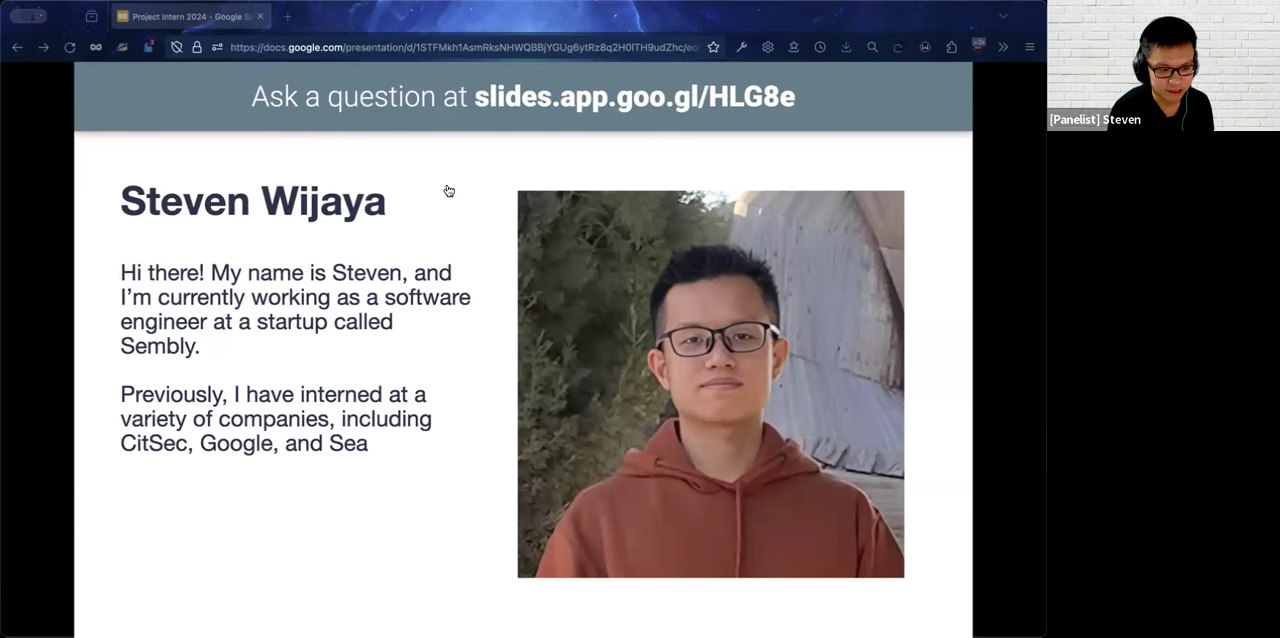 Project Intern 2024 - Google S
https://docs.google.com/presentation/d/1STFMkh1AsmRksNHWQBBjYGUg6ytRz8q2H0lTH9udZhc/ed
Ask a question at slides.app.goo.gl/HLG8e
[Panelist] Steven
Steven Wijaya
Hi there! My name is Steven, and
I’m currently working as a software
engineer at a startup called
Sembly.
Previously, I have interned at a
variety of companies, including
CitSec, Google, and Sea